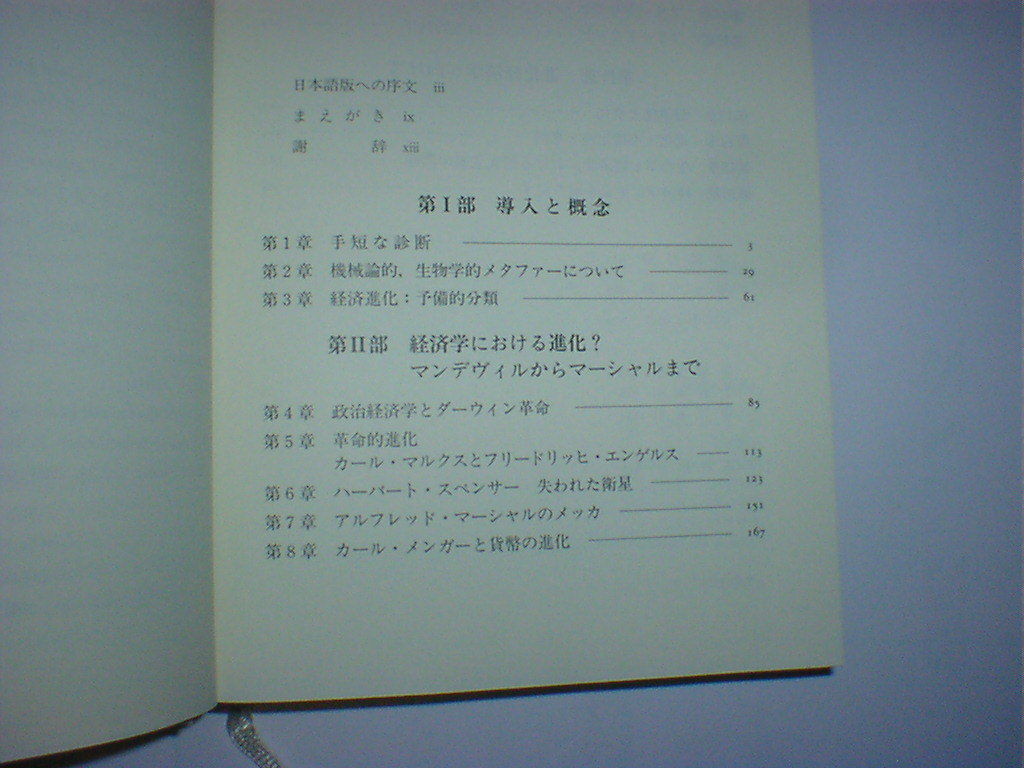 日本語版への序文 iii
まえがき ix
謝辞 xiii
第I部 導入と概念
第1章 手短な診断 3
第2章 機械論的、生物学的メタファーについて 29
第3章 経済進化:予備的分類 61
第II部 経済学における進化?
マンデヴィルからマーシャルまで
第4章 政治経済学とダーウィン革命 85
第5章 革命的進化
カール・マルクスとフリードリッヒ・エンゲルス 113
第6章 ハーバート・スペンサー 失われた衛星 123
第7章 アルフレッド・マーシャルのメッカ 151
第8章 カール・メンガーと貨幣の進化 167